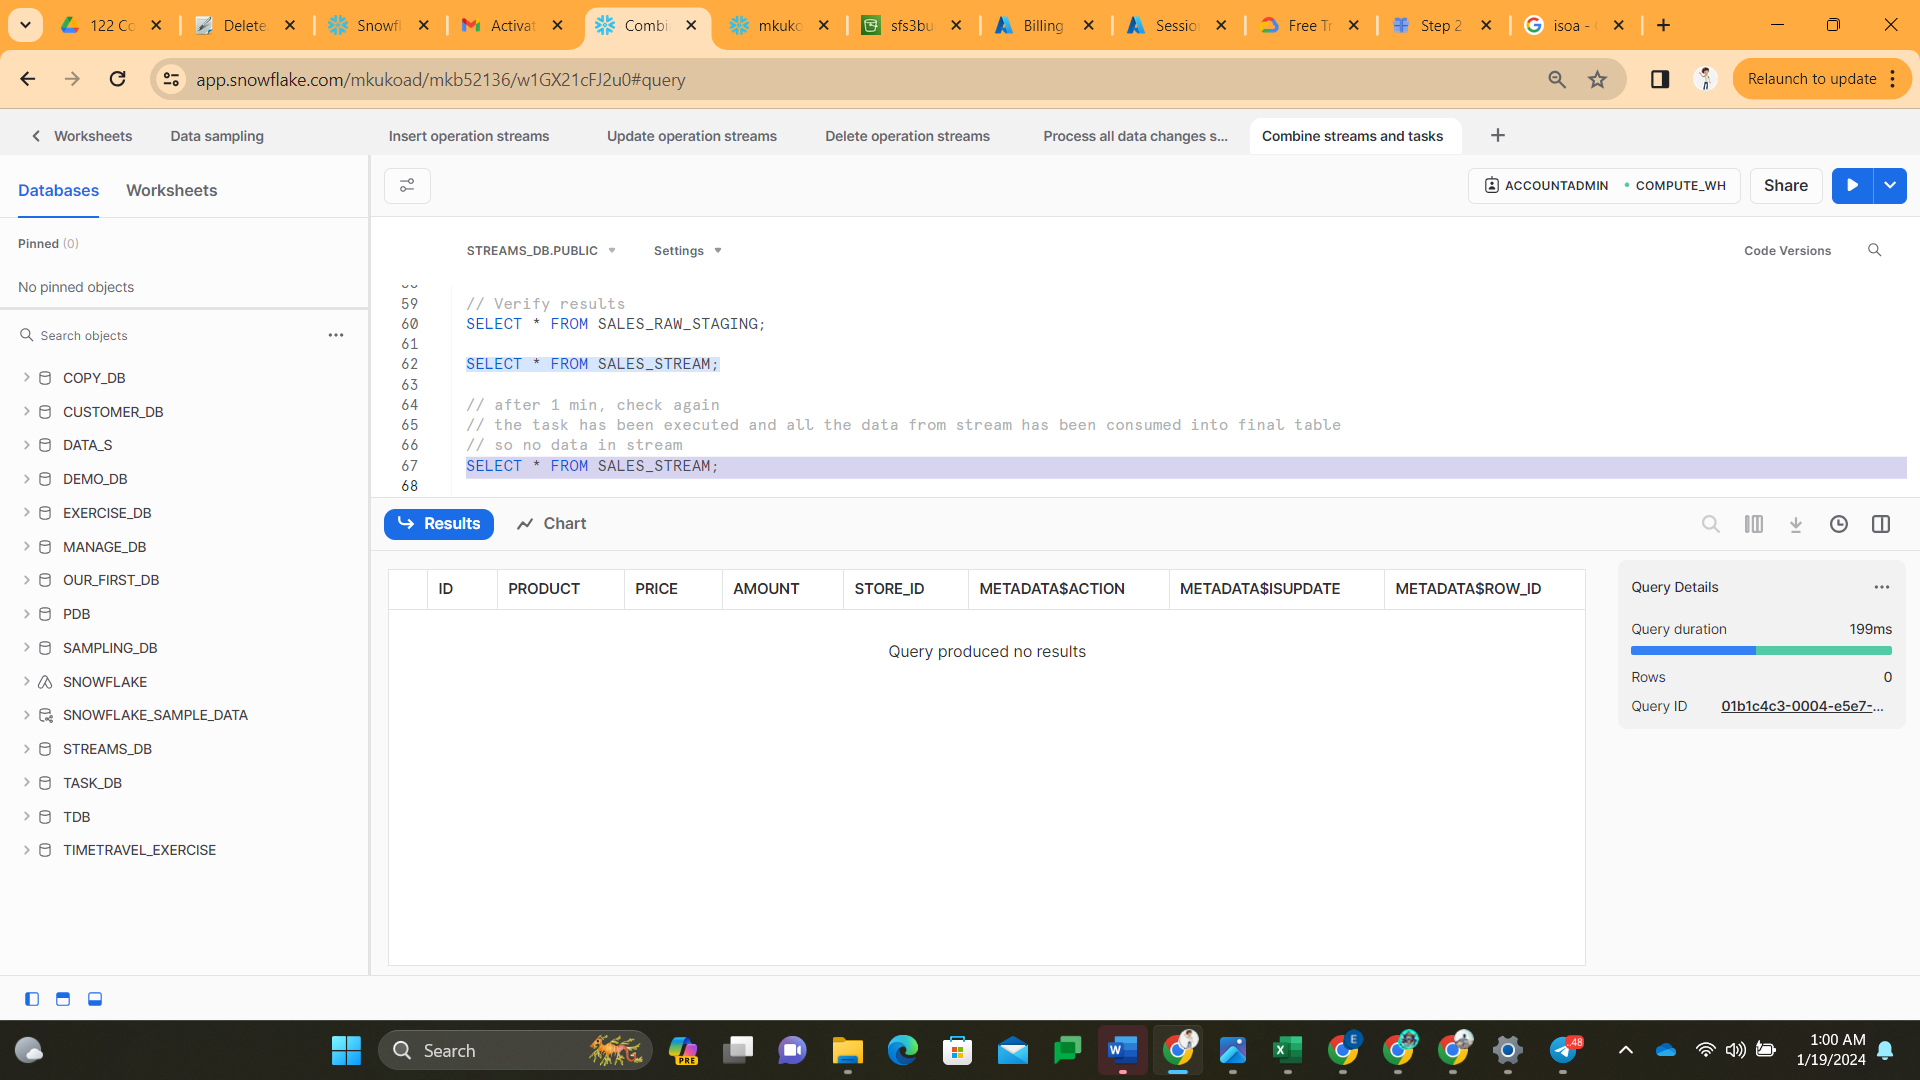 122 Co
Delete
Snowfl
Activat
Combi
mkuko
sfs3bu
Billing
Sessio
Free Tr
Step 2
isoa -
app.snowflake.com/mkukoad/mkb52136/w1GX21cFJ2u0#query
Relaunch to update
Worksheets
Data sampling
Insert operation streams
Update operation streams
Delete operation streams
Process all data changes s...
Combine streams and tasks
Databases
Worksheets
ACCOUNTADMIN
COMPUTE_WH
Share
Pinned (0)
No pinned objects
Search objects
COPY_DB
CUSTOMER_DB
DATA_S
DEMO_DB
EXERCISE_DB
MANAGE_DB
OUR_FIRST_DB
PDB
SAMPLING_DB
SNOWFLAKE
SNOWFLAKE_SAMPLE_DATA
STREAMS_DB
TASK_DB
TDB
TIMETRAVEL_EXERCISE
STREAMS_DB.PUBLIC
Settings
Code Versions
59 // Verify results
60 SELECT * FROM SALES_RAW_STAGING;
61
62 SELECT * FROM SALES_STREAM;
63
64 // after 1 min, check again
65 // the task has been executed and all the data from stream has been consumed into final table
66 // so no data in stream
67 SELECT * FROM SALES_STREAM;
68
Results
Chart
ID PRODUCT PRICE AMOUNT STORE_ID METADATA$ACTION METADATA$ISUPDATE METADATA$ROW_ID
Query produced no results
Query Details
Query duration 199ms
Rows 0
Query ID 01b1c4c3-0004-e5e7-...
Search
PRE
E
48
1:00 AM
1/19/2024